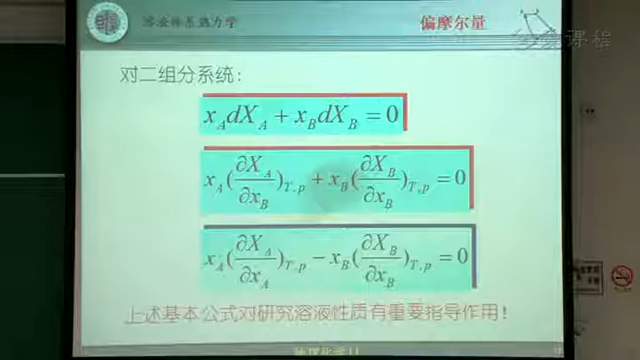 溶液体系热力学
偏摩尔量
对二组分系统:
x_A dX_A + x_B dX_B = 0
x_A (∂X_A/∂x_B)_{T,p} + x_B (∂X_B/∂x_B)_{T,p} = 0
x_A (∂X_A/∂x_A)_{T,p} − x_B (∂X_B/∂x_B)_{T,p} = 0
上述基本公式对研究溶液性质有重要指导作用!